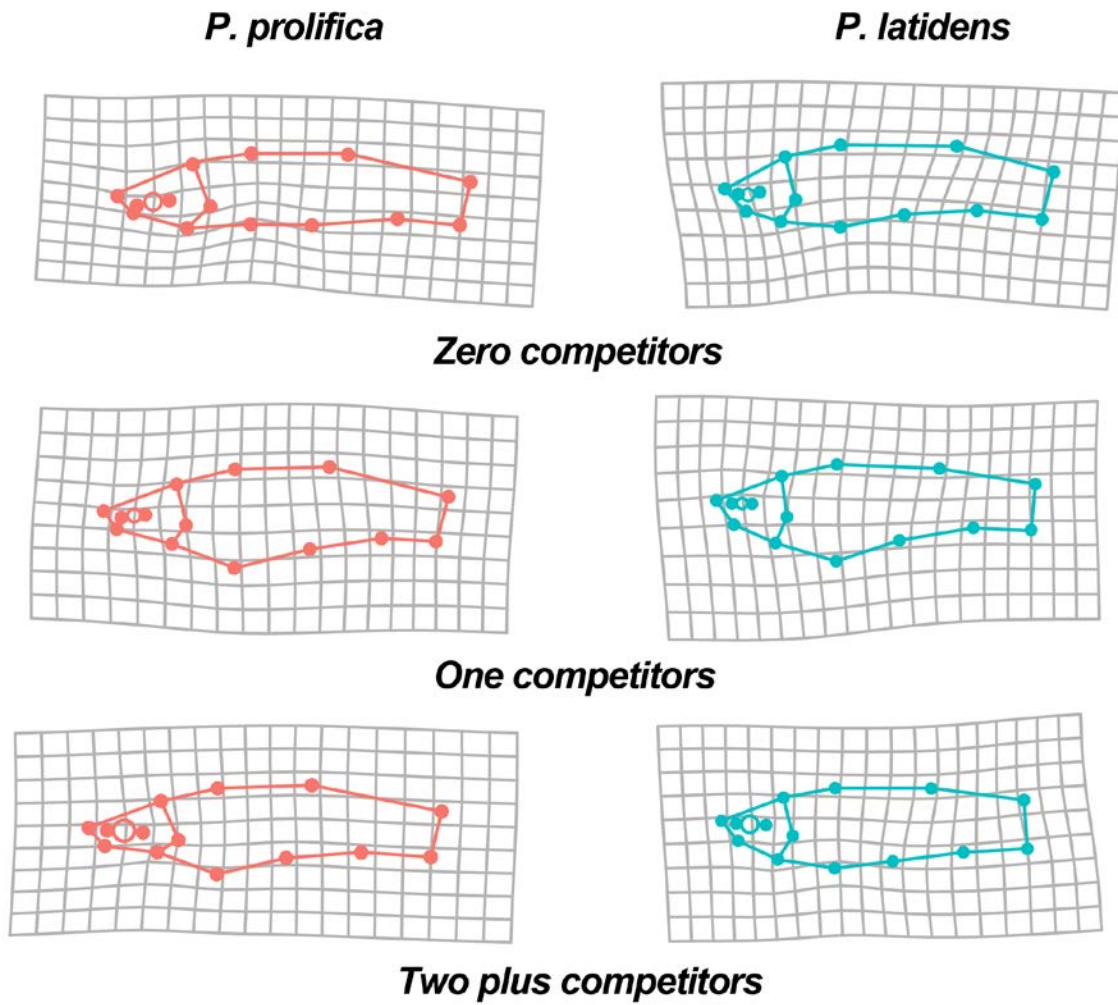 P. prolifica
P. latidens
Zero competitors
One competitors
Two plus competitors